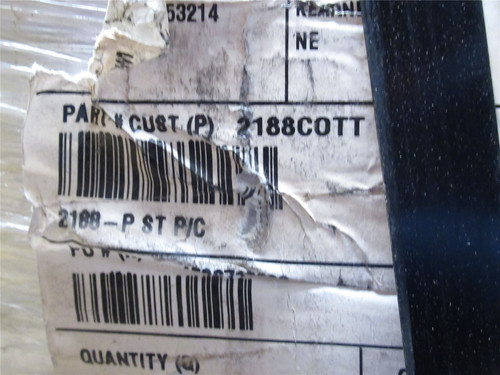 53214
NE
PART # CUST (P) 2188COTT
2188-P ST P/C
QUANTITY (Q)